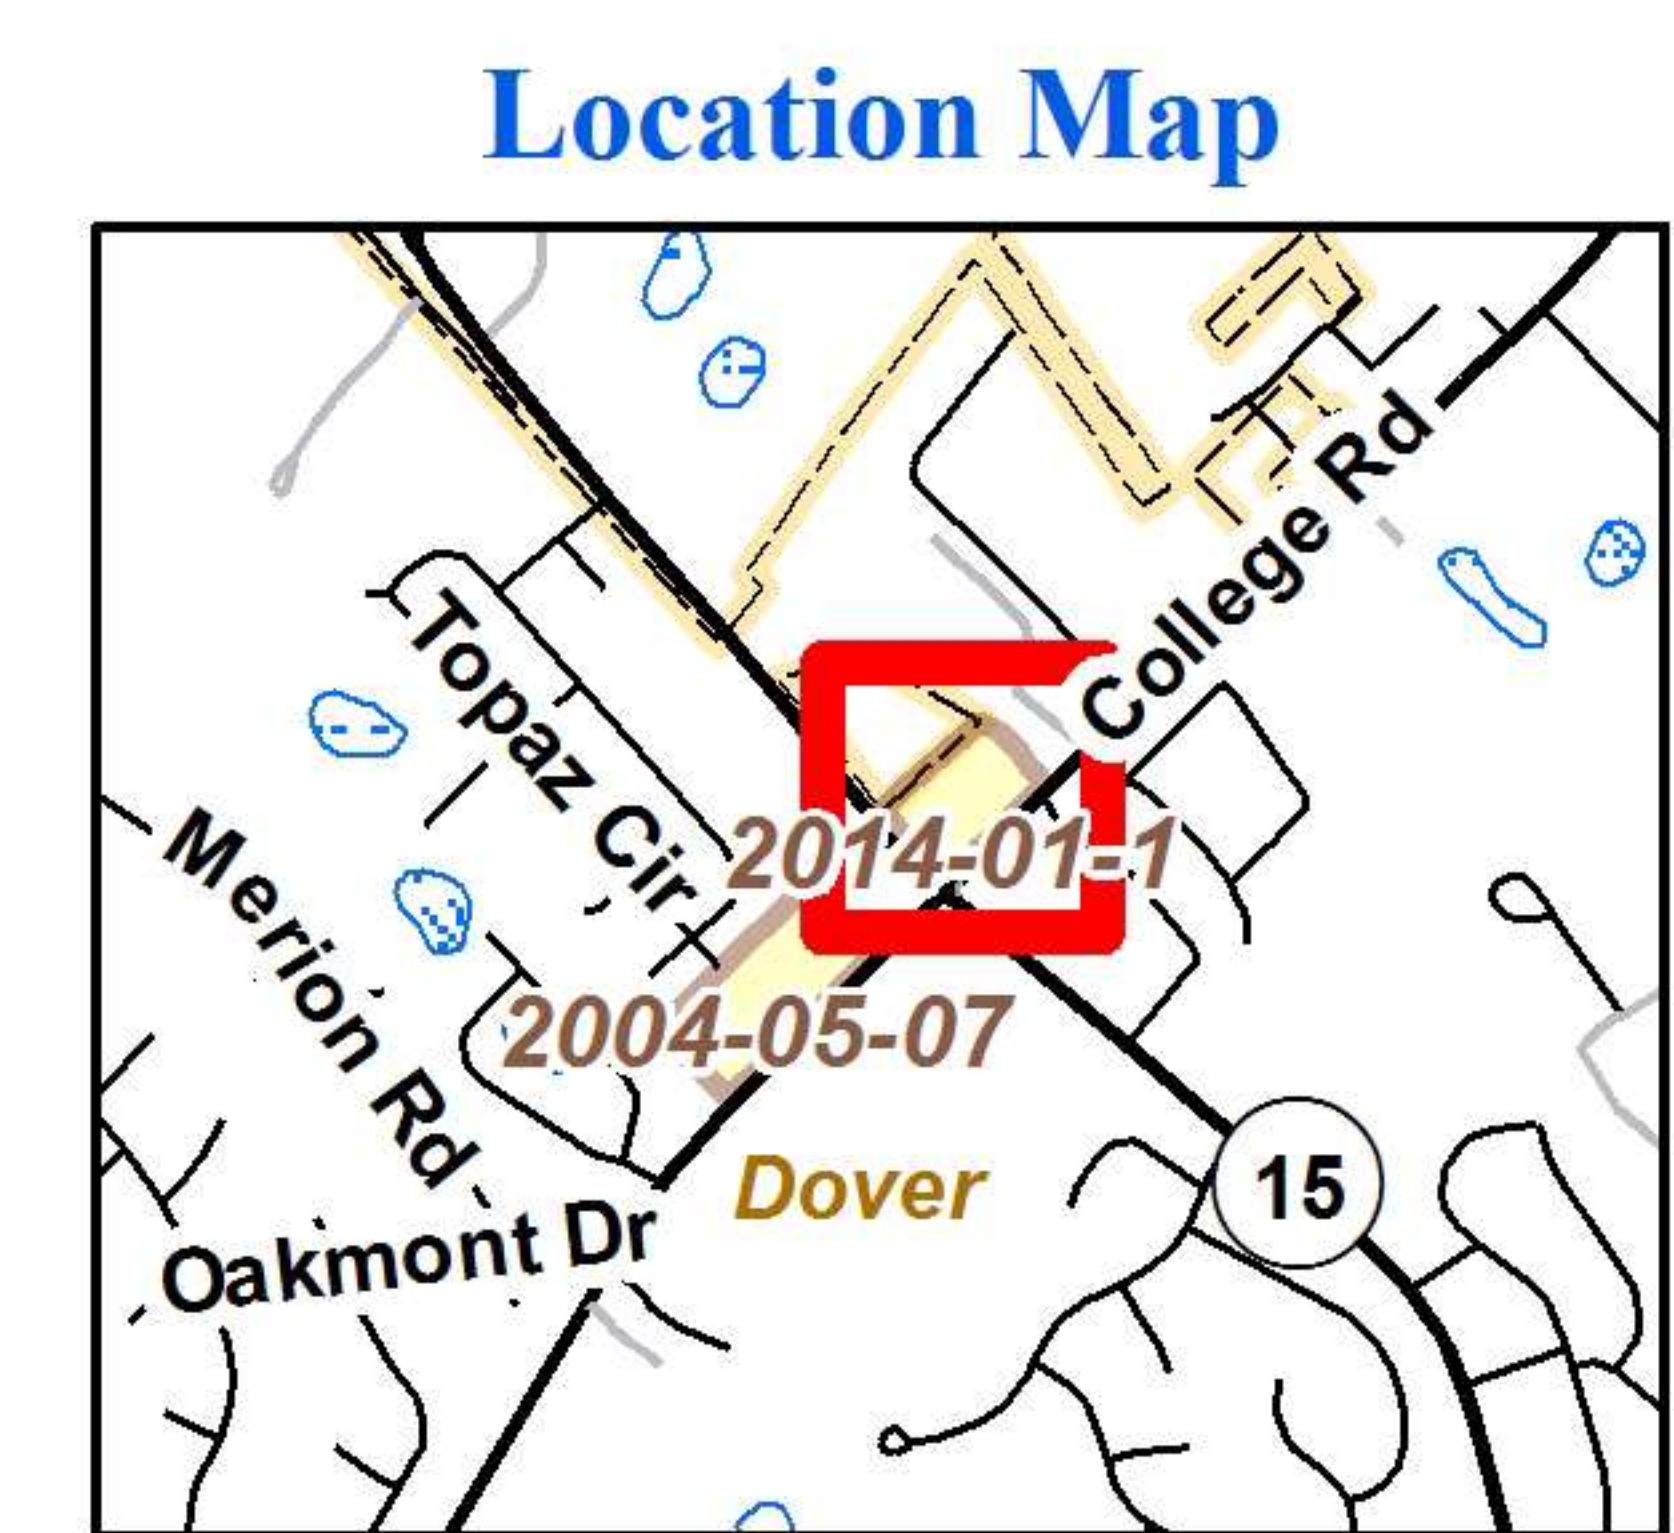 Location Map
College Rd
Topaz Cir
2014-01-1
Merion Rd
2004-05-07
Dover
15
Oakmont Dr